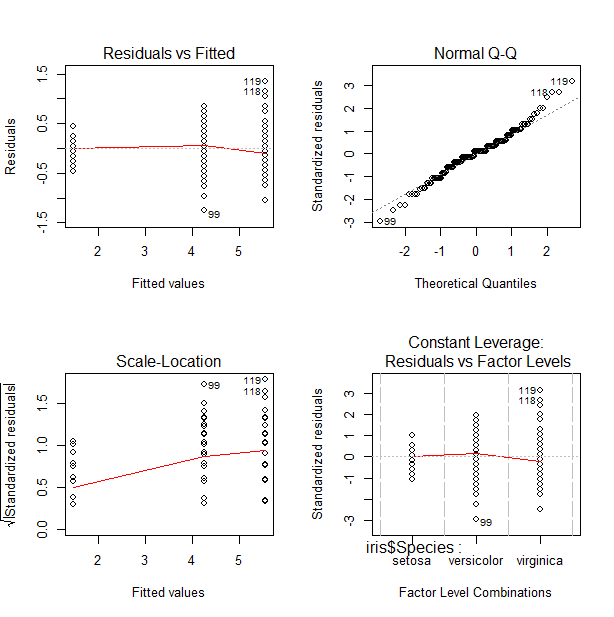 Residuals vs Fitted
Residuals
1.5
0.5
-0.5
-1.5
119
118
99
2 3 4 5
Fitted values
Normal Q-Q
Standardized residuals
3
2
1
0
-1
-2
-3
119
118
99
-2 -1 0 1 2
Theoretical Quantiles
Scale-Location
√|Standardized residuals|
1.5
1.0
0.5
0.0
119
99
118
2 3 4 5
Fitted values
Constant Leverage:
Residuals vs Factor Levels
Standardized residuals
3
2
1
0
-1
-3
119
118
99
iris$Species :
setosa versicolor virginica
Factor Level Combinations